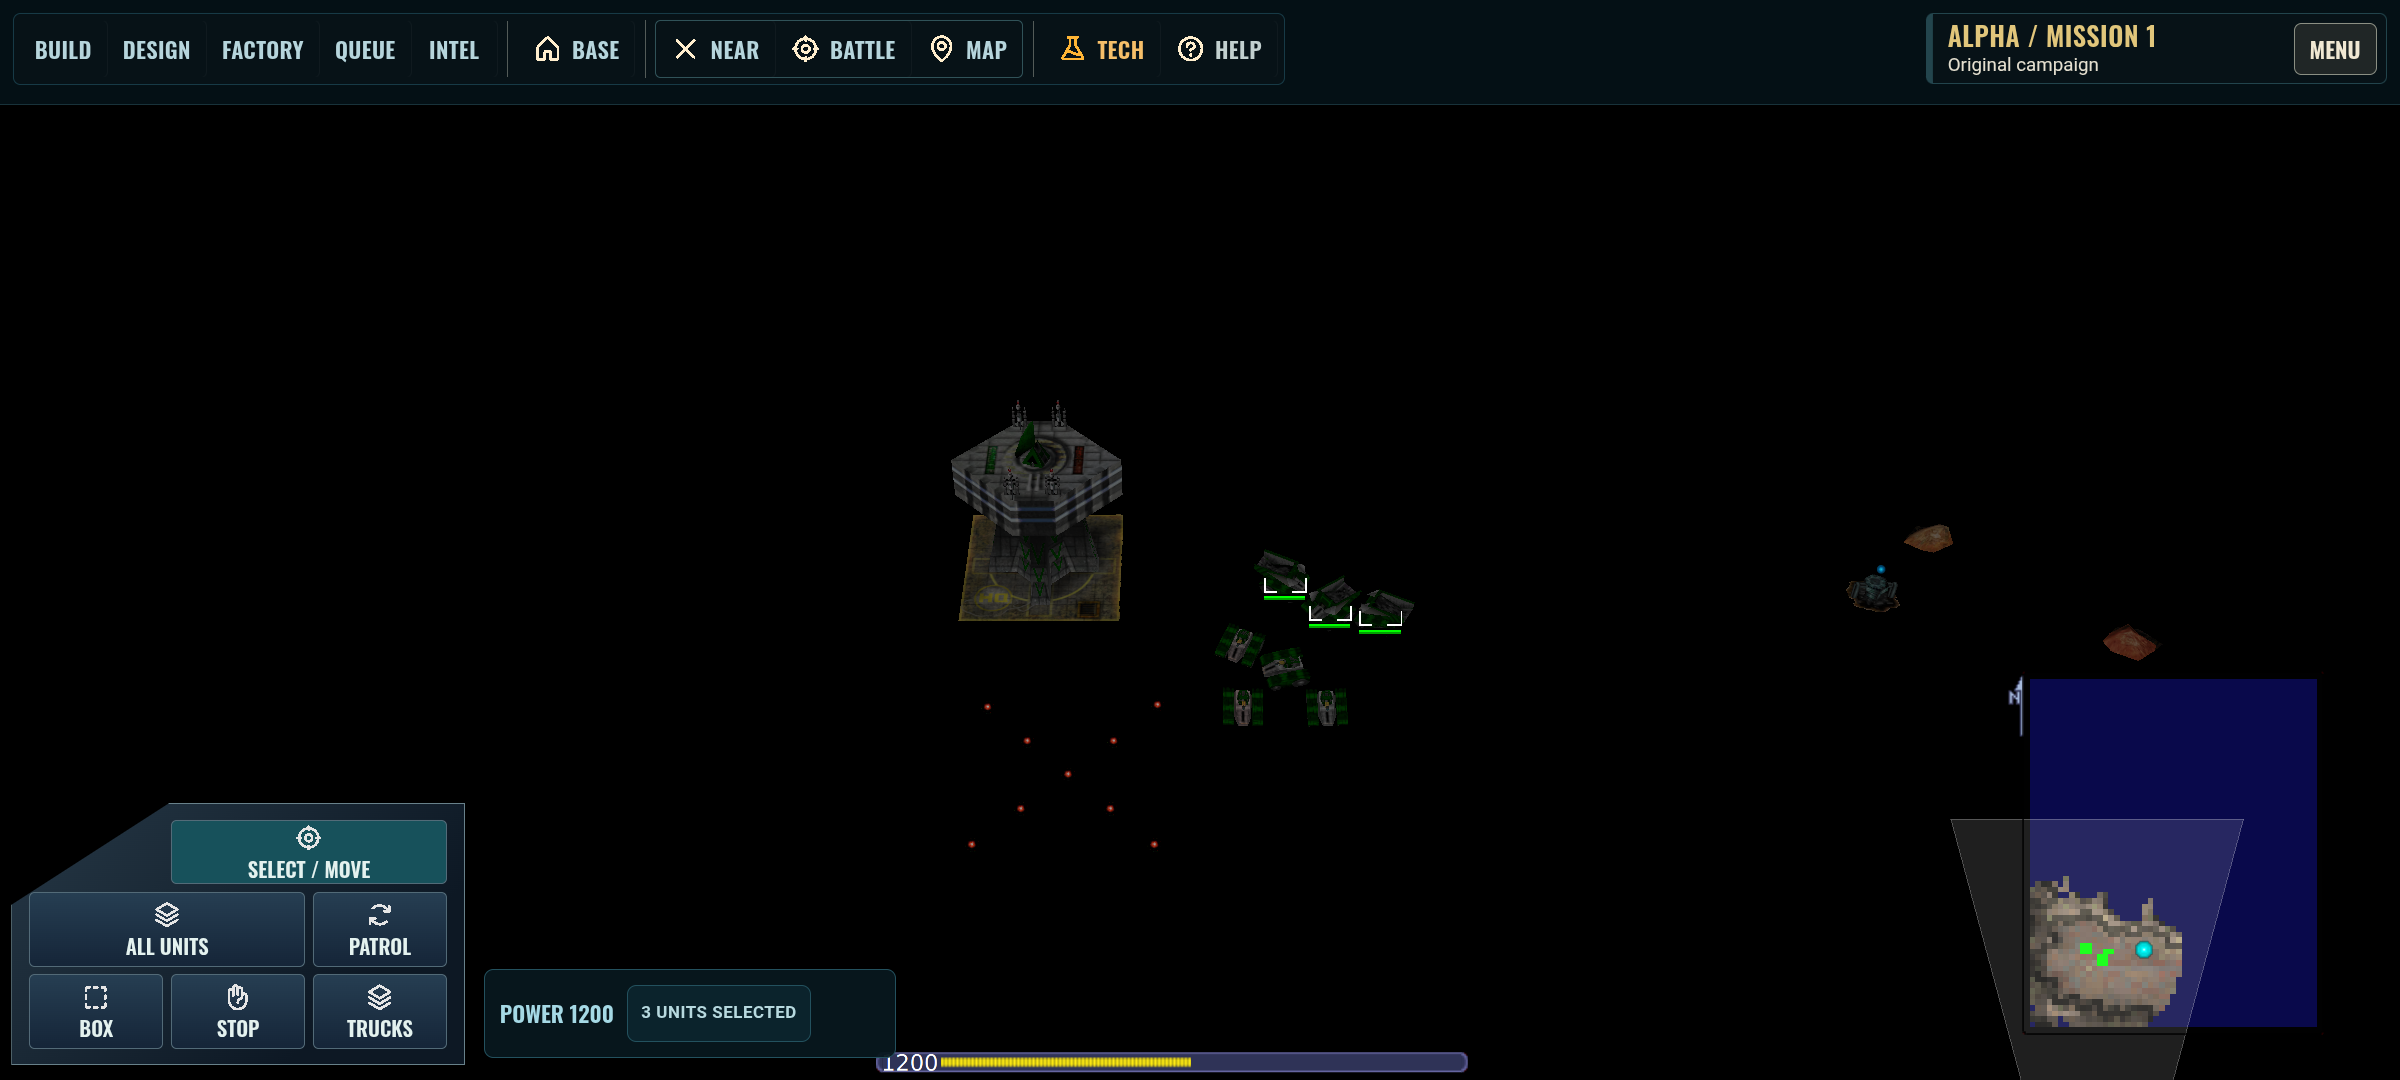 BUILD DESIGN FACTORY QUEUE INTEL BASE NEAR BATTLE MAP TECH HELP
ALPHA / MISSION 1
Original campaign
MENU
HQ
N
SELECT / MOVE
ALL UNITS PATROL
BOX STOP TRUCKS
POWER 1200 3 UNITS SELECTED
1200